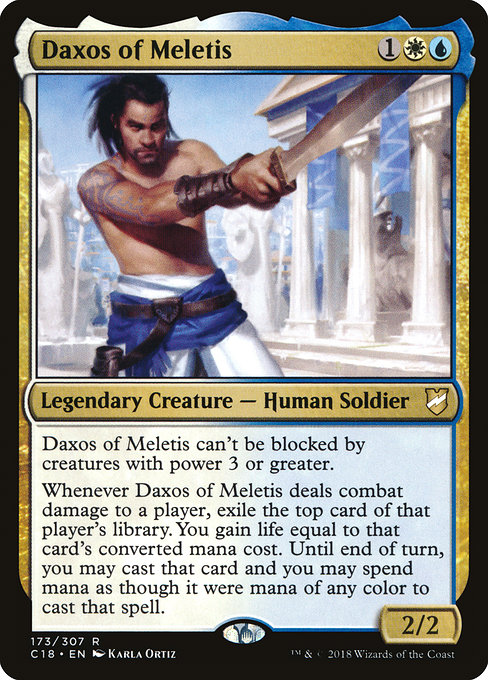 Daxos of Meletis 1
Legendary Creature — Human Soldier
Daxos of Meletis can't be blocked by
creatures with power 3 or greater.
Whenever Daxos of Meletis deals combat
damage to a player, exile the top card of that
player's library. You gain life equal to that
card's converted mana cost. Until end of turn,
you may cast that card and you may spend
mana as though it were mana of any color to
cast that spell.
2/2
173/307 R
C18 • EN Karla Ortiz
™ & © 2018 Wizards of the Coast